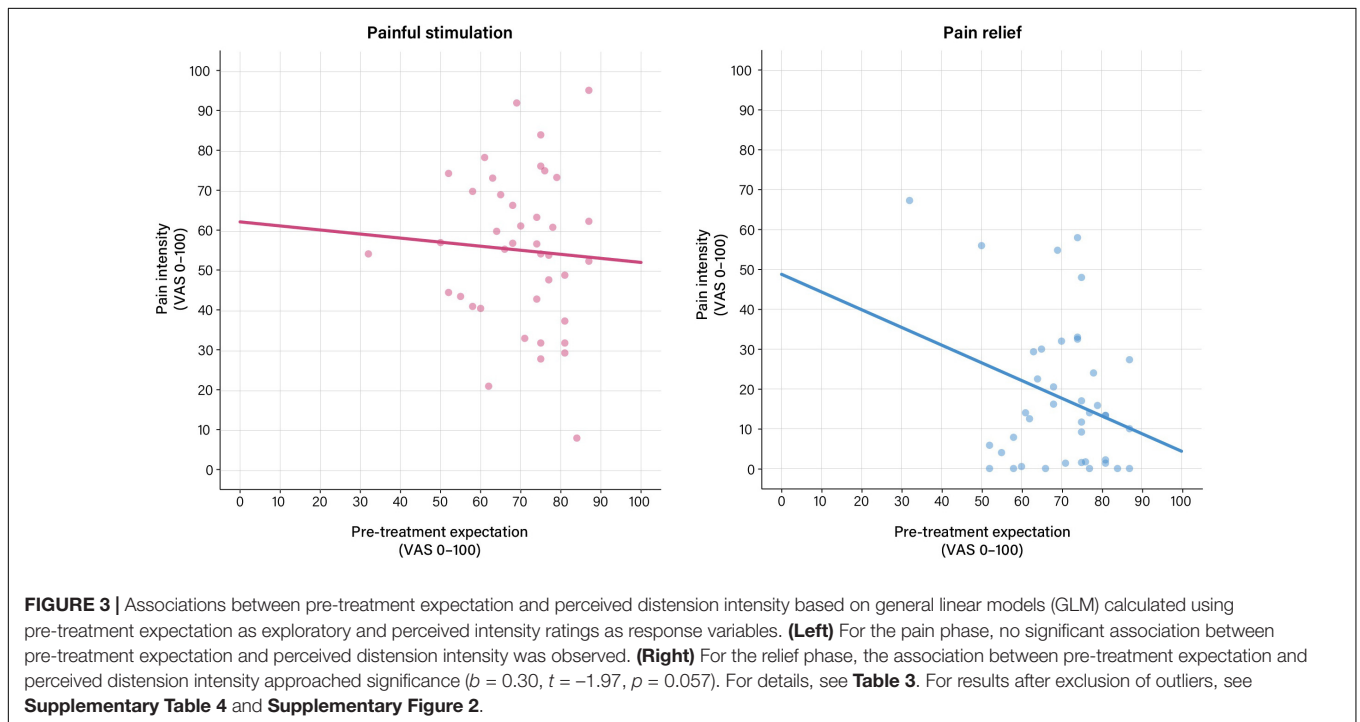 Painful stimulation
100
90
80
70
60
50
40
30
20
10
0
Pain intensity
(VAS 0–100)
0 10 20 30 40 50 60 70 80 90 100
Pre-treatment expectation
(VAS 0–100)
Pain relief
100
90
80
70
60
50
40
30
20
10
0
Pain intensity
(VAS 0–100)
0 10 20 30 40 50 60 70 80 90 100
Pre-treatment expectation
(VAS 0–100)
FIGURE 3 | Associations between pre-treatment expectation and perceived distension intensity based on general linear models (GLM) calculated using
pre-treatment expectation as exploratory and perceived intensity ratings as response variables. (Left) For the pain phase, no significant association between
pre-treatment expectation and perceived distension intensity was observed. (Right) For the relief phase, the association between pre-treatment expectation and
perceived distension intensity approached significance (b = 0.30, t = –1.97, p = 0.057). For details, see Table 3. For results after exclusion of outliers, see
Supplementary Table 4 and Supplementary Figure 2.